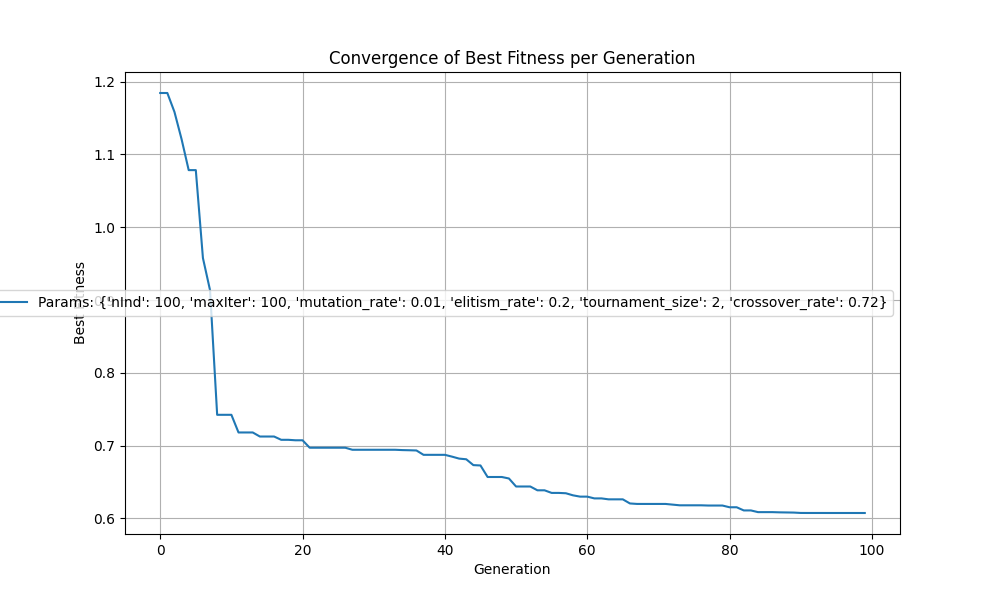 Convergence of Best Fitness per Generation
1.2
1.1
1.0
0.8
0.7
0.6
Best
ness
Params: {'nInd': 100, 'maxIter': 100, 'mutation_rate': 0.01, 'elitism_rate': 0.2, 'tournament_size': 2, 'crossover_rate': 0.72}
0 20 40 60 80 100
Generation